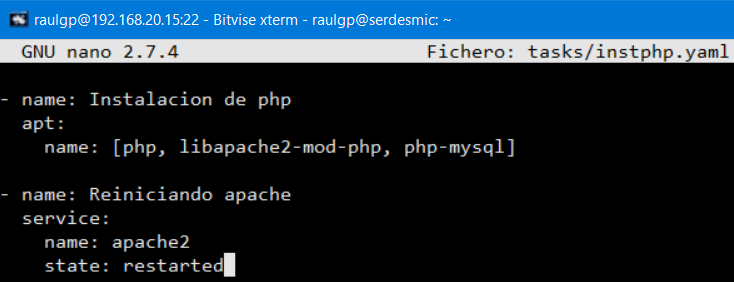 raulgp@192.168.20.15:22 - Bitvise xterm - raulgp@serdesmic: ~
GNU nano 2.7.4 Fichero: tasks/instphp.yaml
- name: Instalacion de php
  apt:
    name: [php, libapache2-mod-php, php-mysql]
- name: Reiniciando apache
  service:
    name: apache2
    state: restarted